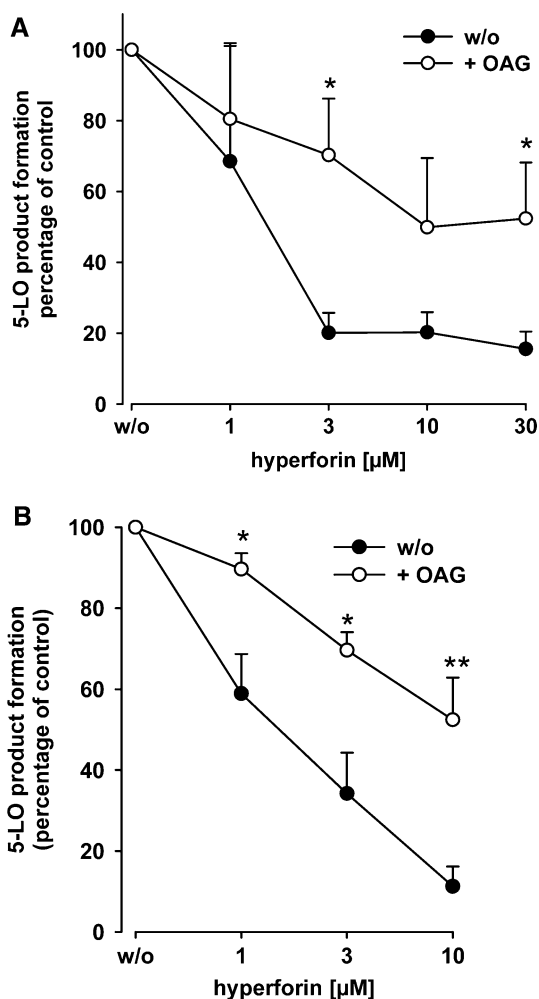 A
5-LO product formation
percentage of control
100
80
60
40
20
0
w/o
+ OAG
*
*
w/o 1 3 10 30
hyperforin [µM]
B
5-LO product formation
(percentage of control)
100
80
60
40
20
0
w/o
+ OAG
*
*
**
w/o 1 3 10
hyperforin [µM]